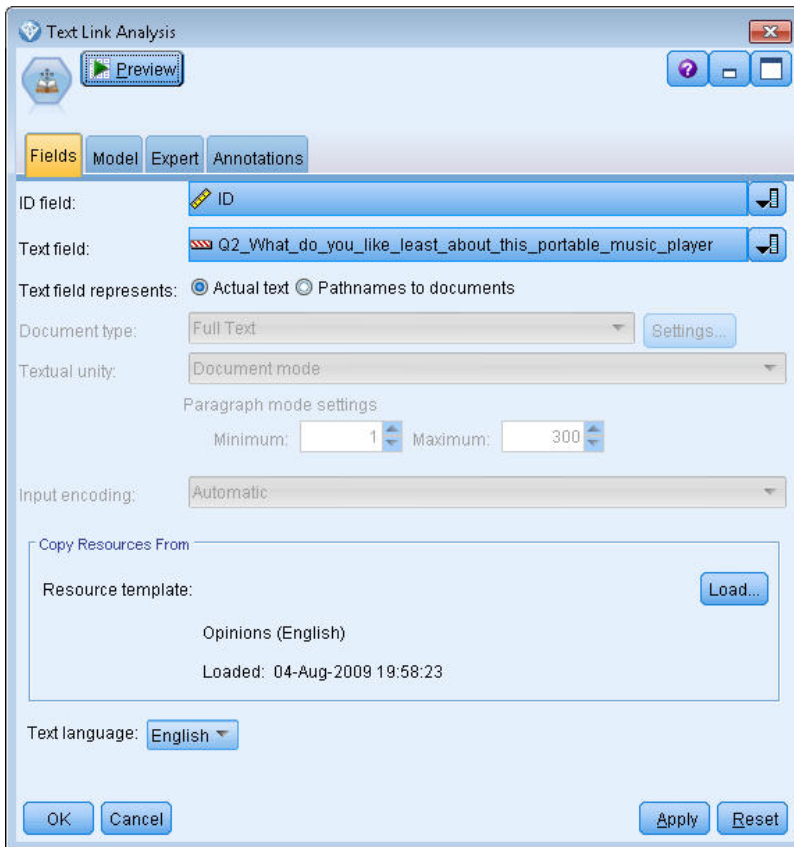 Text Link Analysis
Preview
Fields Model Expert Annotations
ID field: ID
Text field: Q2_What_do_you_like_least_about_this_portable_music_player
Text field represents: Actual text Pathnames to documents
Document type: Full Text Settings...
Textual unity: Document mode
Paragraph mode settings
Minimum: 1 Maximum: 300
Input encoding: Automatic
Copy Resources From
Resource template: Load...
Opinions (English)
Loaded: 04-Aug-2009 19:58:23
Text language: English
OK Cancel Apply Reset